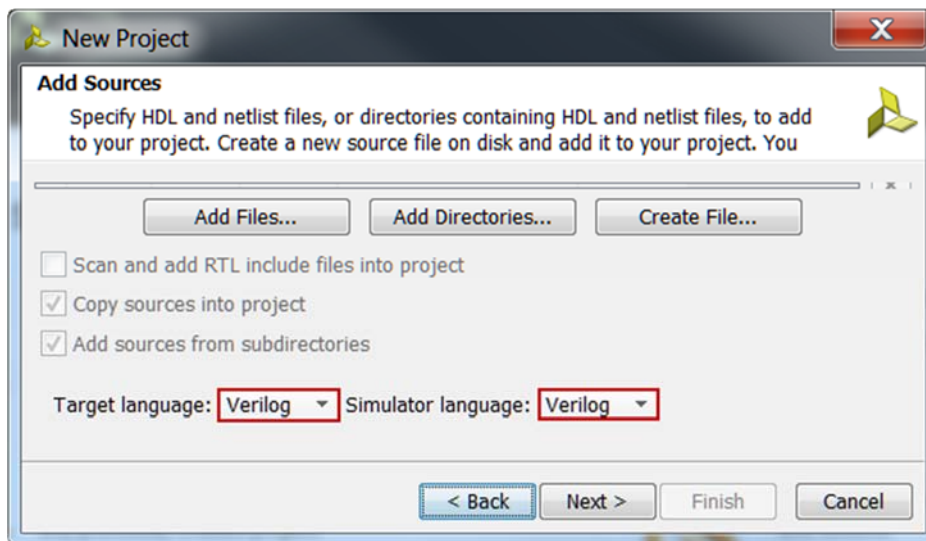 New Project
X
Add Sources
Specify HDL and netlist files, or directories containing HDL and netlist files, to add
to your project. Create a new source file on disk and add it to your project. You
Add Files... Add Directories... Create File...
Scan and add RTL include files into project
Copy sources into project
Add sources from subdirectories
Target language: Verilog Simulator language: Verilog
< Back Next > Finish Cancel